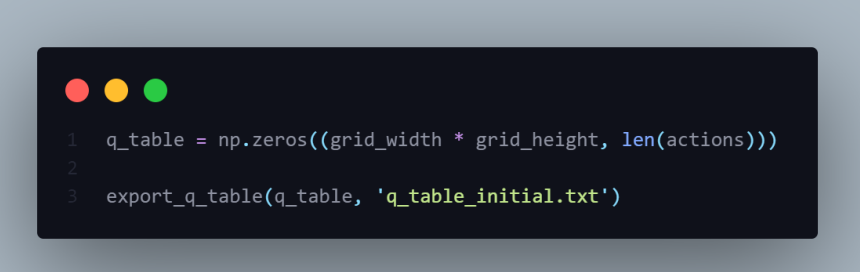 1 q_table = np.zeros((grid_width * grid_height, len(actions)))
2
3 export_q_table(q_table, 'q_table_initial.txt')